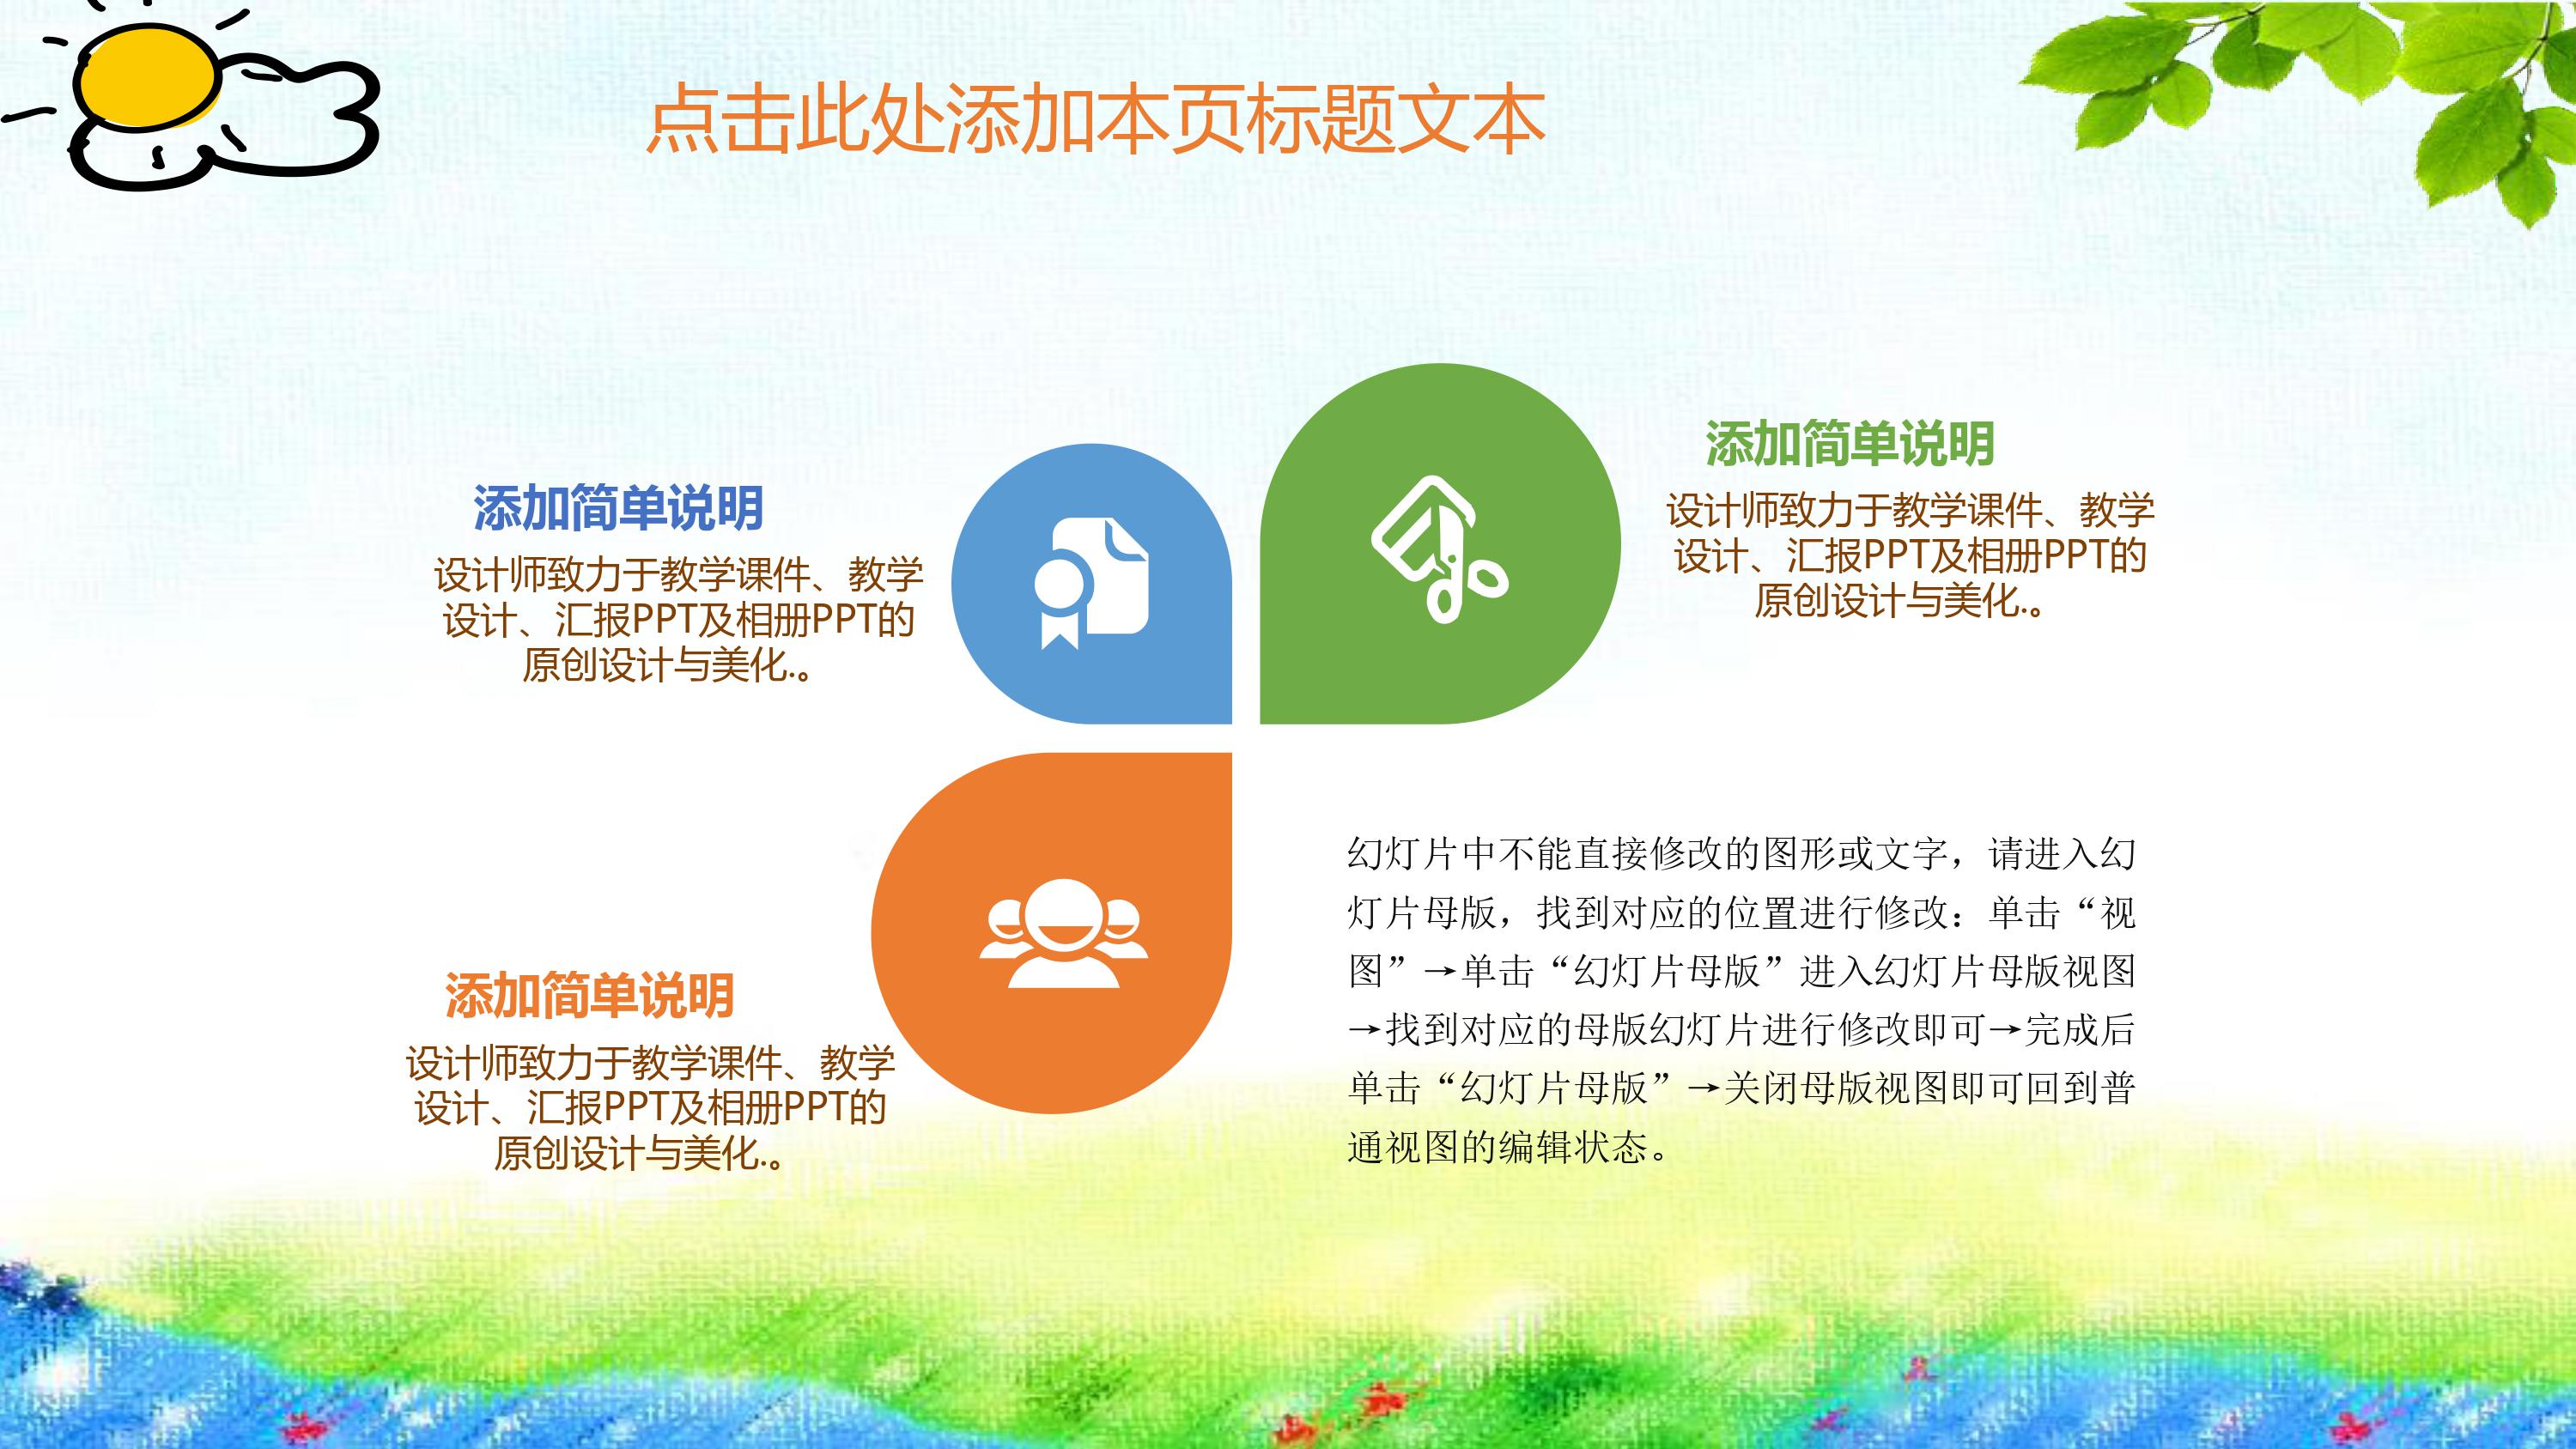 点击此处添加本页标题文本
添加简单说明
设计师致力于教学课件、教学
设计、汇报PPT及相册PPT的
原创设计与美化.。
添加简单说明
设计师致力于教学课件、教学
设计、汇报PPT及相册PPT的
原创设计与美化.。
添加简单说明
设计师致力于教学课件、教学
设计、汇报PPT及相册PPT的
原创设计与美化.。
幻灯片中不能直接修改的图形或文字，请进入幻
灯片母版，找到对应的位置进行修改：单击“视
图”→单击“幻灯片母版”进入幻灯片母版视图
→找到对应的母版幻灯片进行修改即可→完成后
单击“幻灯片母版”→关闭母版视图即可回到普
通视图的编辑状态。